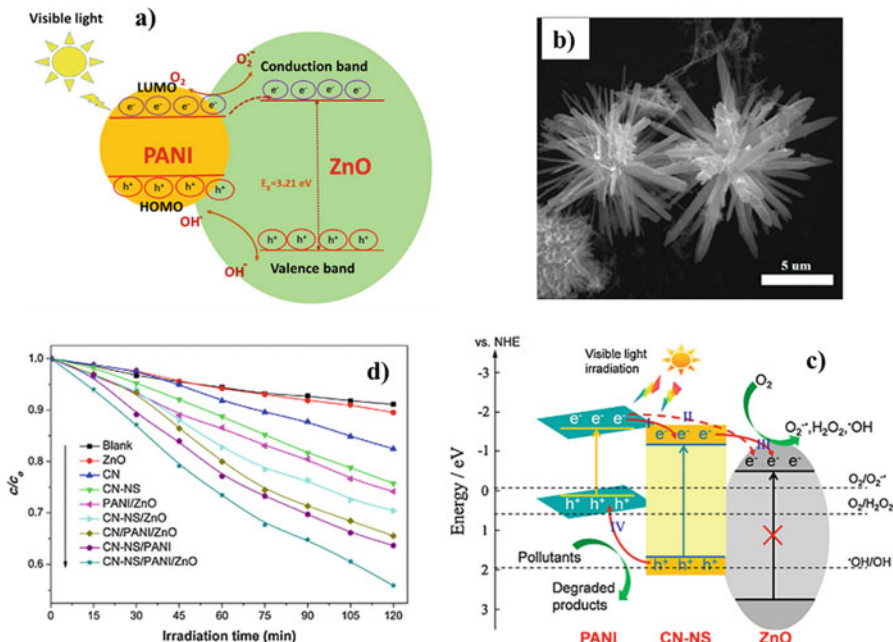 a)
Visible light
O₂⁻
O₂
Conduction band
LUMO
e⁻ e⁻ e⁻ e⁻
e⁻ e⁻ e⁻ e⁻
PANI
ZnO
E g=3.21 eV
h⁺ h⁺ h⁺ h⁺
HOMO
OH⁻
h⁺ h⁺ h⁺ h⁺
OH⁻
Valence band
b)
5 um
d)
1.0
0.9
0.8
0.7
0.6
c/c₀
Blank
ZnO
CN
CN-NS
PANI/ZnO
CN-NS/ZnO
CN/PANI/ZnO
CN-NS/PANI
CN-NS/PANI/ZnO
0 15 30 45 60 75 90 105 120
Irradiation time (min)
c)
vs. NHE
Visible light
irradiation
O₂
-3
-2
-1
0
1
2
3
Energy / eV
I
II
III
IV
e⁻ e⁻ e⁻
e⁻ e⁻ e⁻
e⁻ e⁻ e⁻
O₂⁻·,H₂O₂,·OH
O₂/O₂⁻·
h⁺ h⁺ h⁺
O₂/H₂O₂
Pollutants
h⁺ h⁺ h⁺
·OH/OH
Degraded
products
PANI CN-NS ZnO